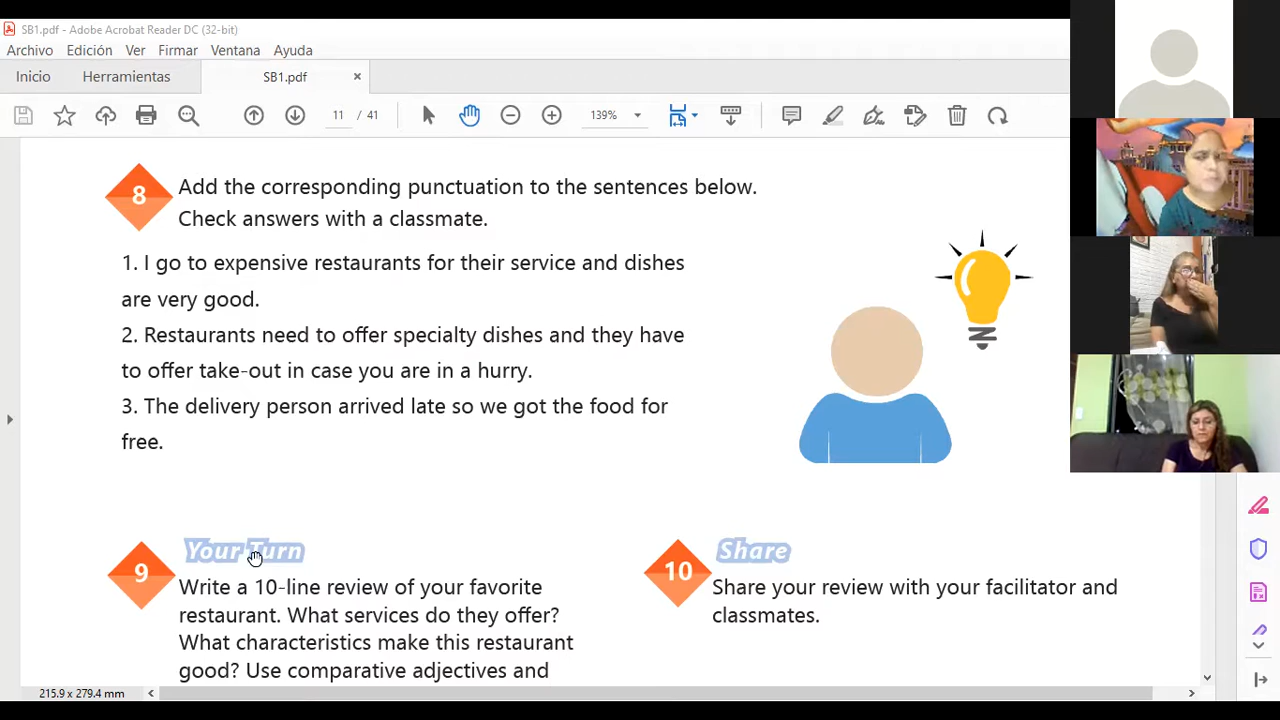 SB1.pdf - Adobe Acrobat Reader DC (32-bit)
Archivo Edición Ver Firmar Ventana Ayuda
Inicio Herramientas SB1.pdf ×
11 / 41 139%
8 Add the corresponding punctuation to the sentences below.
Check answers with a classmate.
1. I go to expensive restaurants for their service and dishes
are very good.
2. Restaurants need to offer specialty dishes and they have
to offer take-out in case you are in a hurry.
3. The delivery person arrived late so we got the food for
free.
9 Your Turn
Write a 10-line review of your favorite
restaurant. What services do they offer?
What characteristics make this restaurant
good? Use comparative adjectives and
10 Share
Share your review with your facilitator and
classmates.
215.9 x 279.4 mm